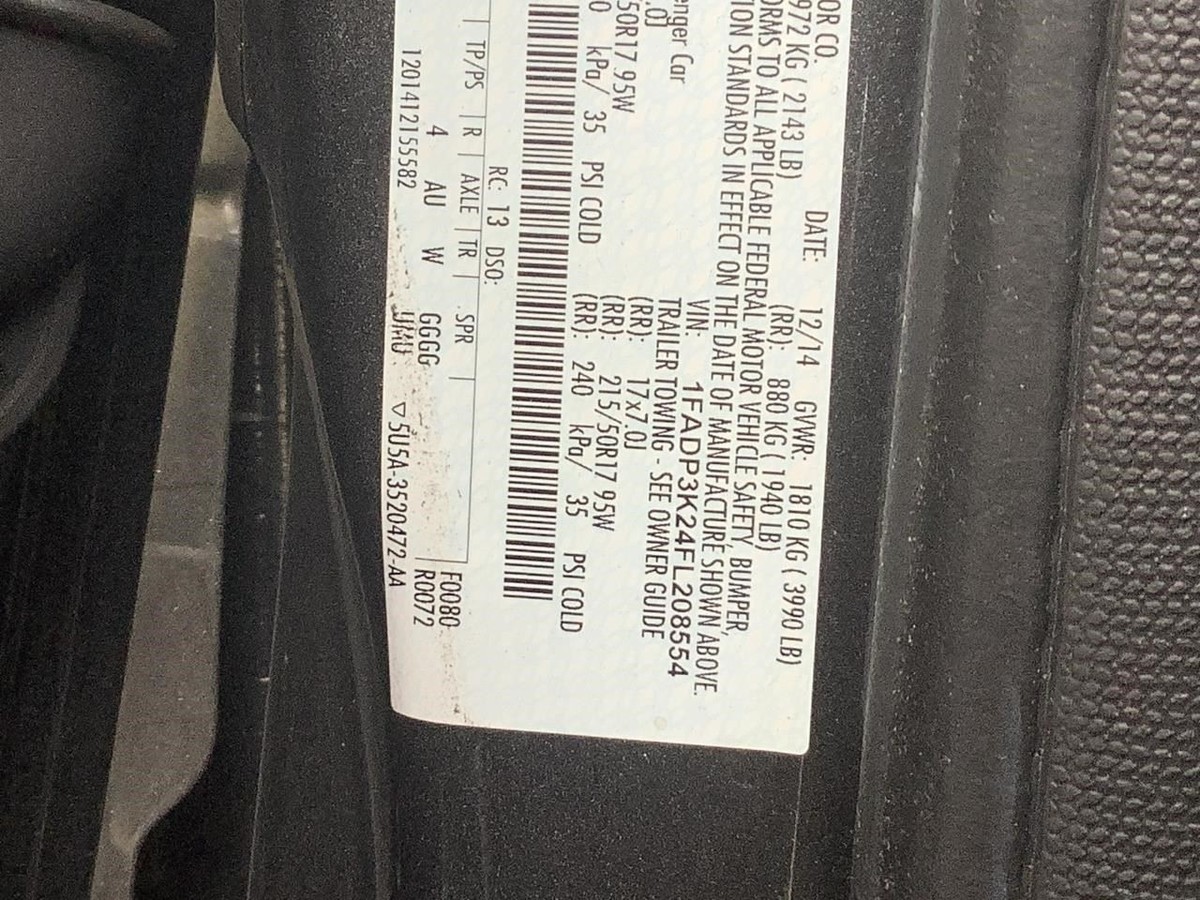 OR CO. DATE: 12/14 GVWR: 1810 KG ( 3990 LB)
972 KG ( 2143 LB) (RR): 880 KG ( 1940 LB)
ORMS TO ALL APPLICABLE FEDERAL MOTOR VEHICLE SAFETY, BUMPER,
ION STANDARDS IN EFFECT ON THE DATE OF MANUFACTURE SHOWN ABOVE.
VIN: 1FADP3K24FL208554
enger Car TRAILER TOWING - SEE OWNER GUIDE
.0J (RR): 17x7.0J
50R17 95W (RR): 215/50R17 95W
0 kPa/ 35 PSI COLD (RR): 240 kPa/ 35 PSI COLD
RC: 13 DSO:
| TP/PS | R | AXLE | TR | SPR | F0080
4 AU W GGGG R0072
1201412155582 UMU ▽5U5A-3520472-AA